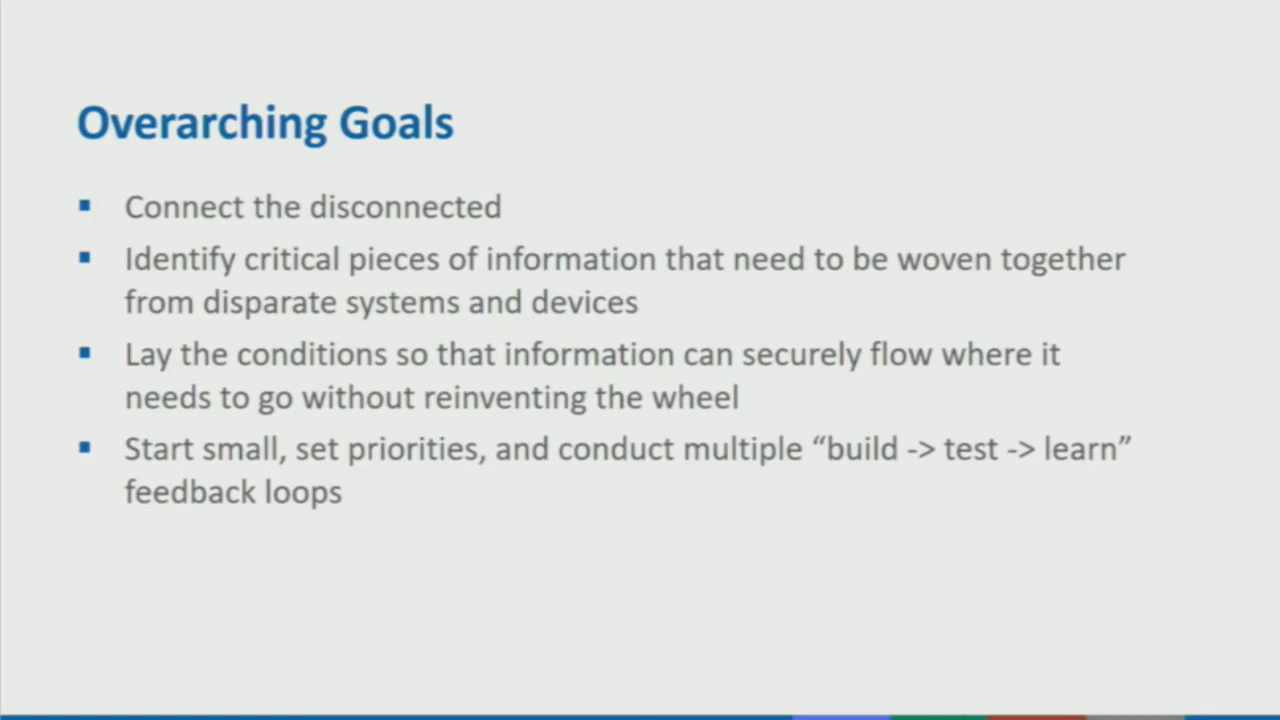 Overarching Goals
Connect the disconnected
Identify critical pieces of information that need to be woven together
from disparate systems and devices
Lay the conditions so that information can securely flow where it
needs to go without reinventing the wheel
Start small, set priorities, and conduct multiple “build -> test -> learn”
feedback loops